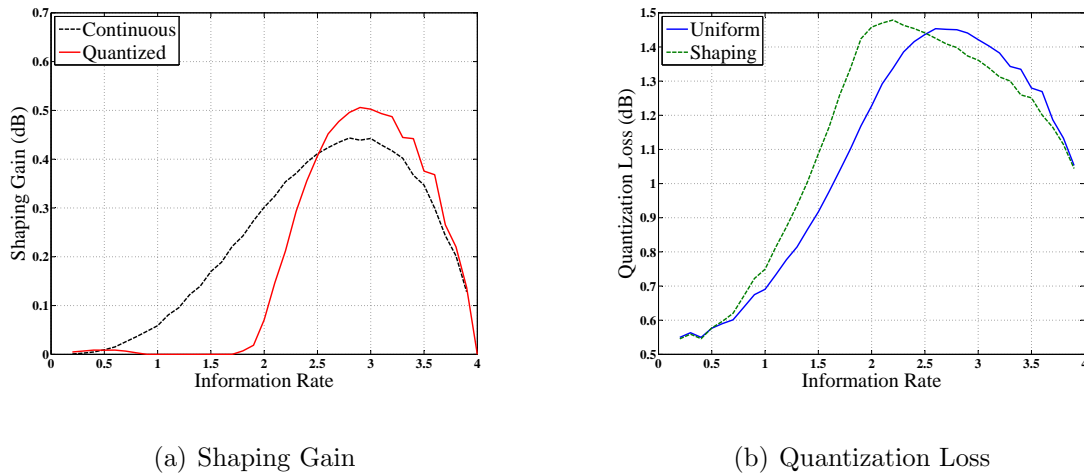 0.7
0.6
0.5
0.4
0.3
0.2
0.1
0
0 0.5 1 1.5 2 2.5 3 3.5 4
Shaping Gain (dB)
Information Rate
Continuous
Quantized
(a) Shaping Gain
1.5
1.4
1.3
1.2
1.1
1
0.9
0.8
0.7
0.6
0.5
0 0.5 1 1.5 2 2.5 3 3.5 4
Quantization Loss (dB)
Information Rate
Uniform
Shaping
(b) Quantization Loss